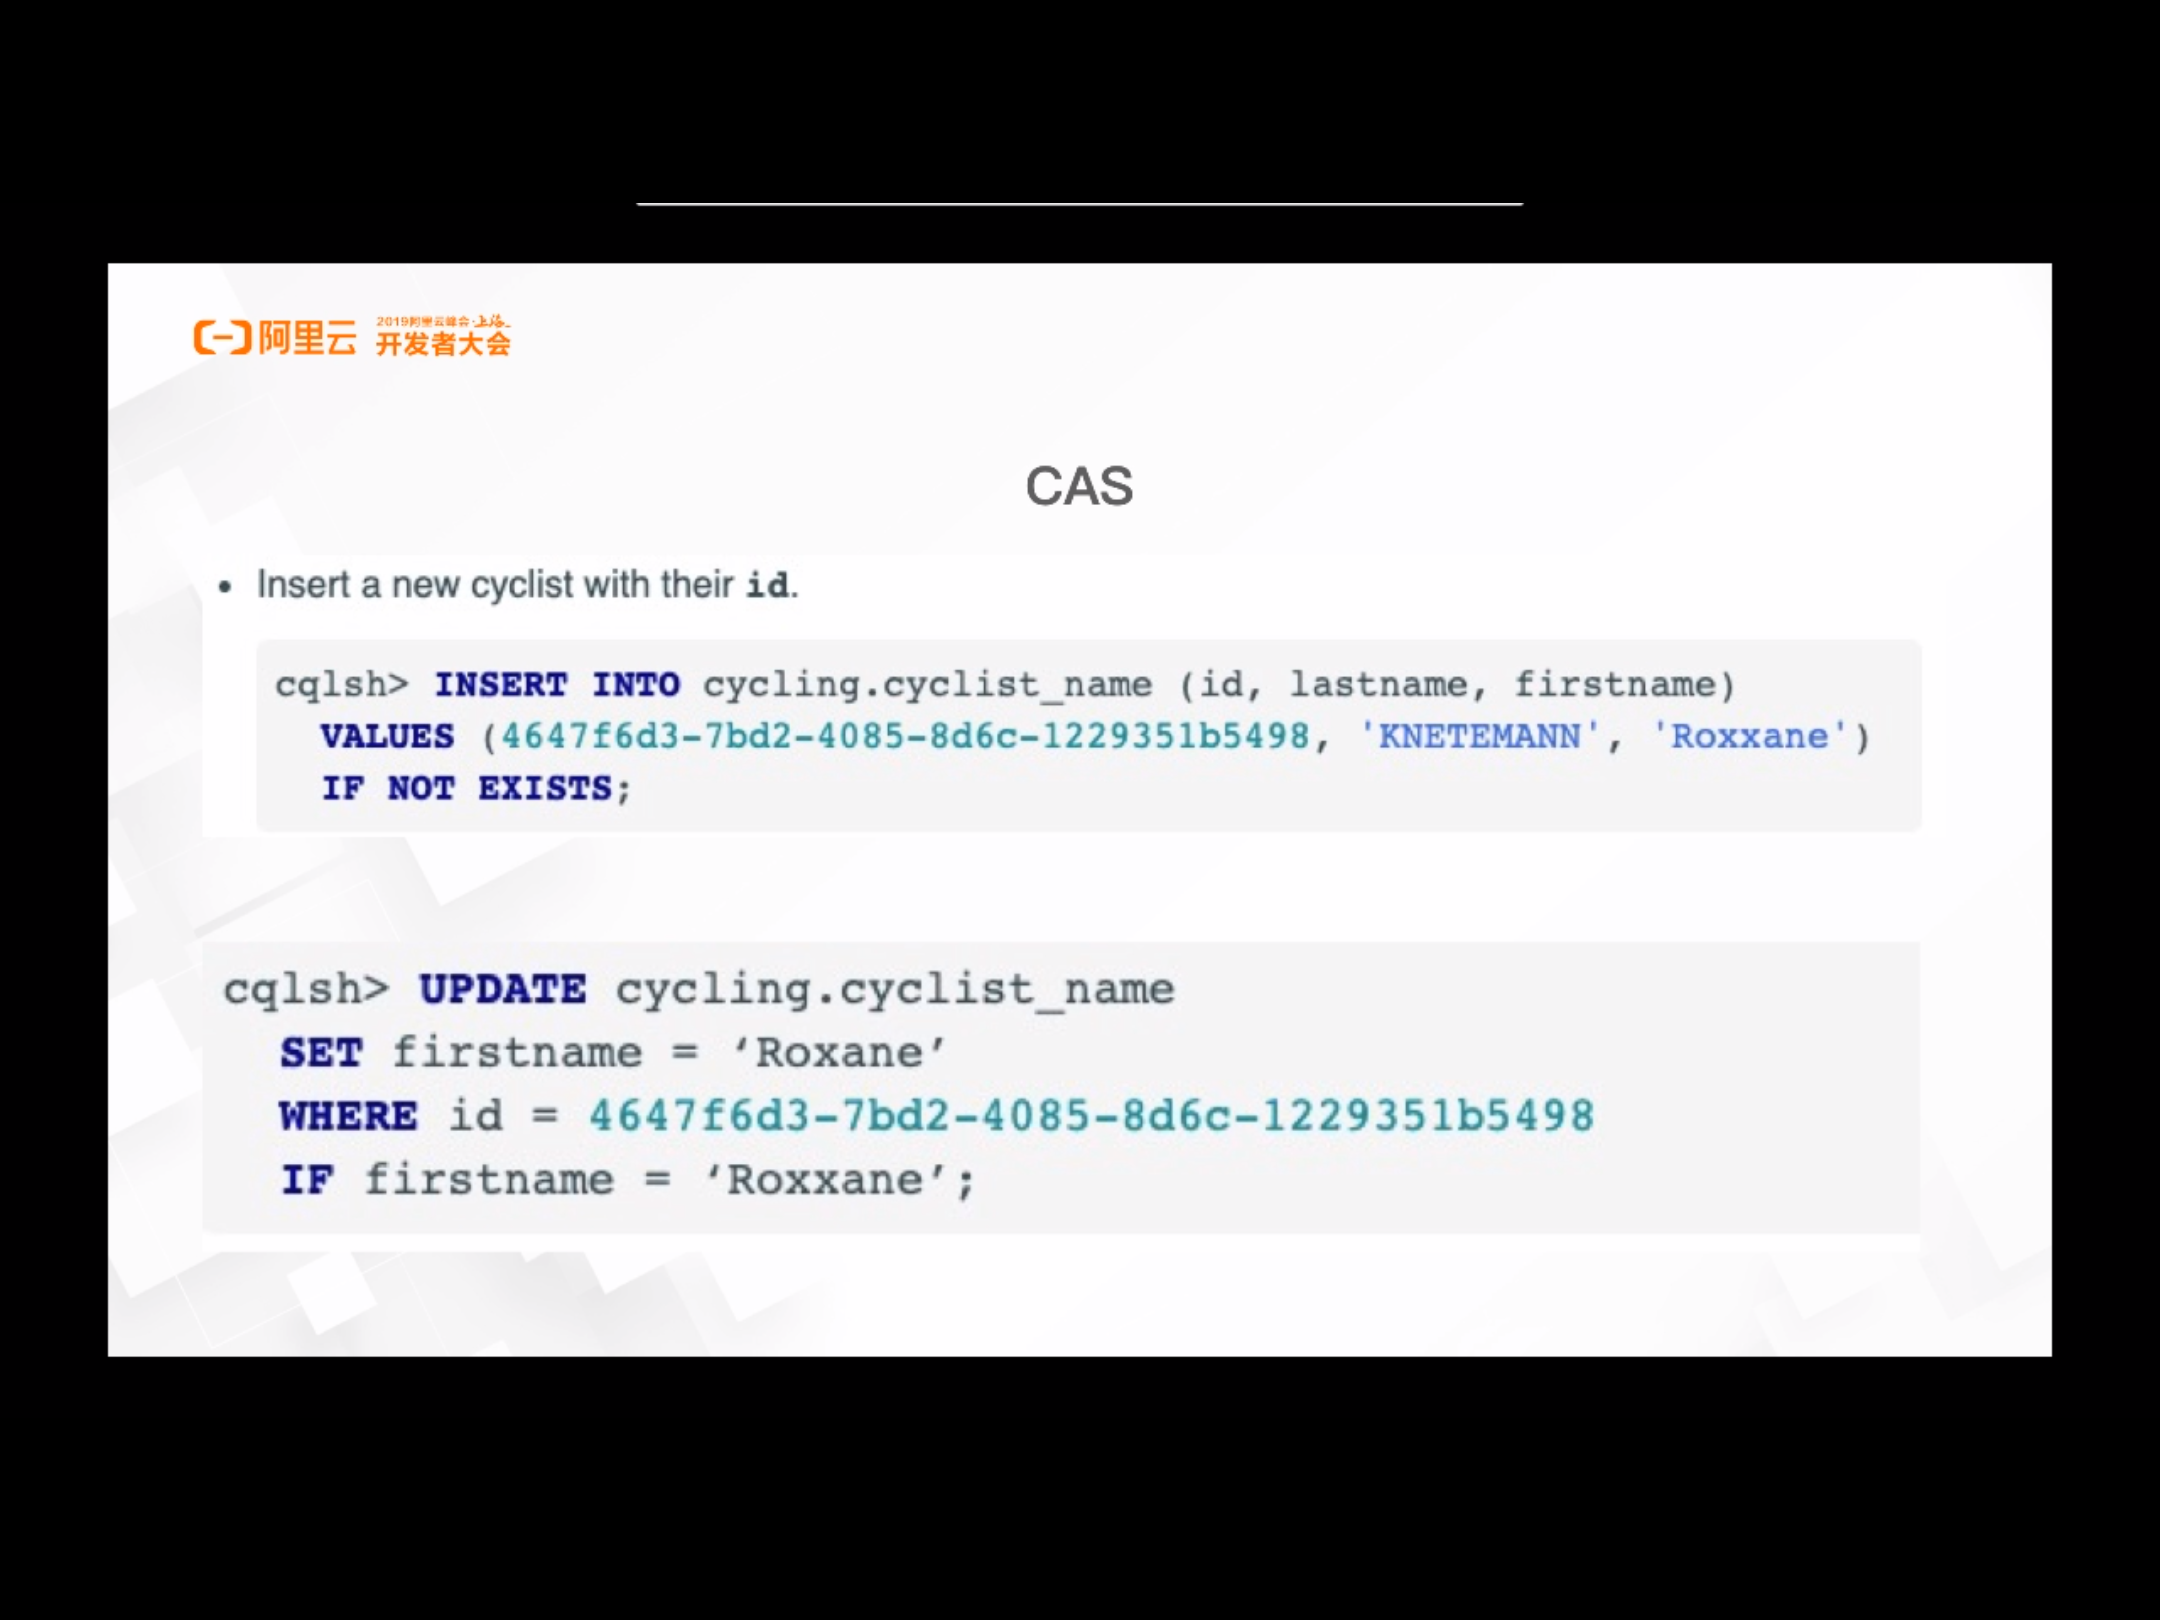 阿里云
2019阿里云峰会·上海
开发者大会
CAS
• Insert a new cyclist with their id.
cqlsh> INSERT INTO cycling.cyclist_name (id, lastname, firstname)
VALUES (4647f6d3-7bd2-4085-8d6c-1229351b5498, 'KNETEMANN', 'Roxxane')
IF NOT EXISTS;
cqlsh> UPDATE cycling.cyclist_name
SET firstname = ‘Roxane’
WHERE id = 4647f6d3-7bd2-4085-8d6c-1229351b5498
IF firstname = ‘Roxxane’;